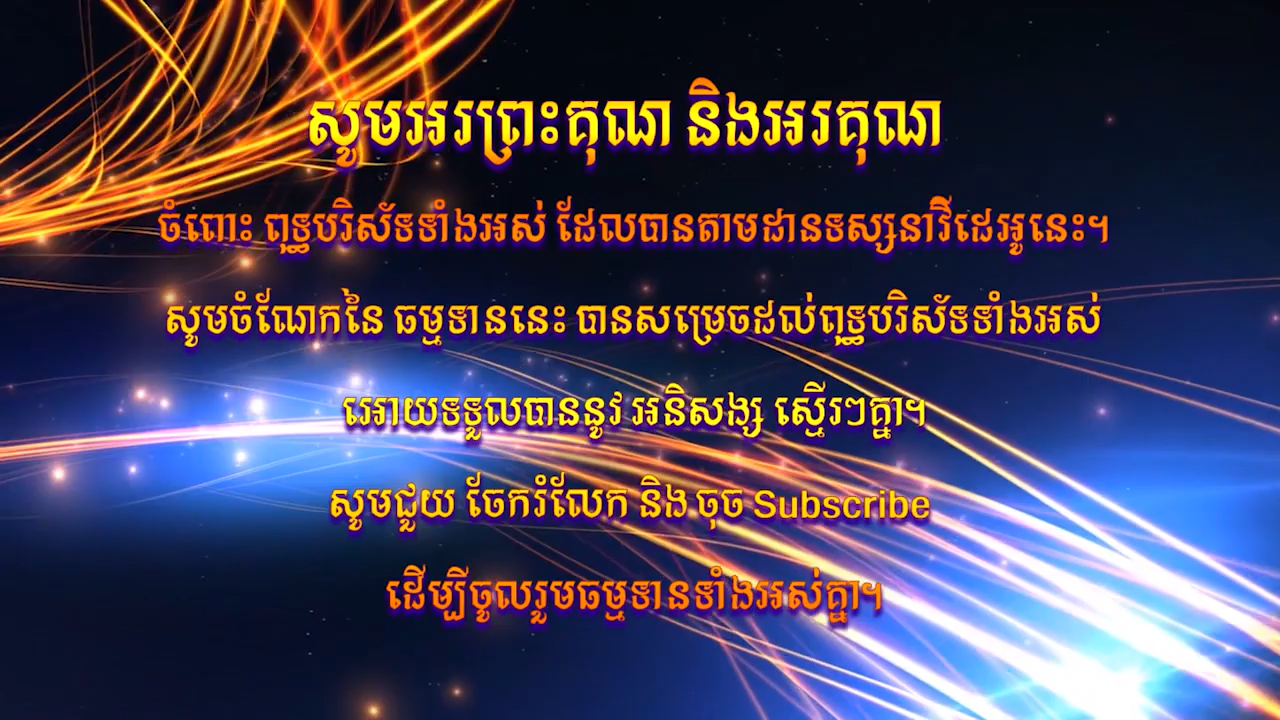 សូមអរព្រះគុណ និងអរគុណ
ចំពោះ ពុទ្ធបរិស័ទទាំងអស់ ដែលបានតាមដានទស្សនាវីដេអូនេះ។
សូមចំណែកនៃ ធម្មទាននេះ បានសម្រេចដល់ពុទ្ធបរិស័ទទាំងអស់
អោយទទួលបាននូវ អនិសង្ស ស្មើរៗគ្នា។
សូមជួយ ចែករំលែក និង ចុច Subscribe
ដើម្បីចូលរួមធម្មទានទាំងអស់គ្នា។